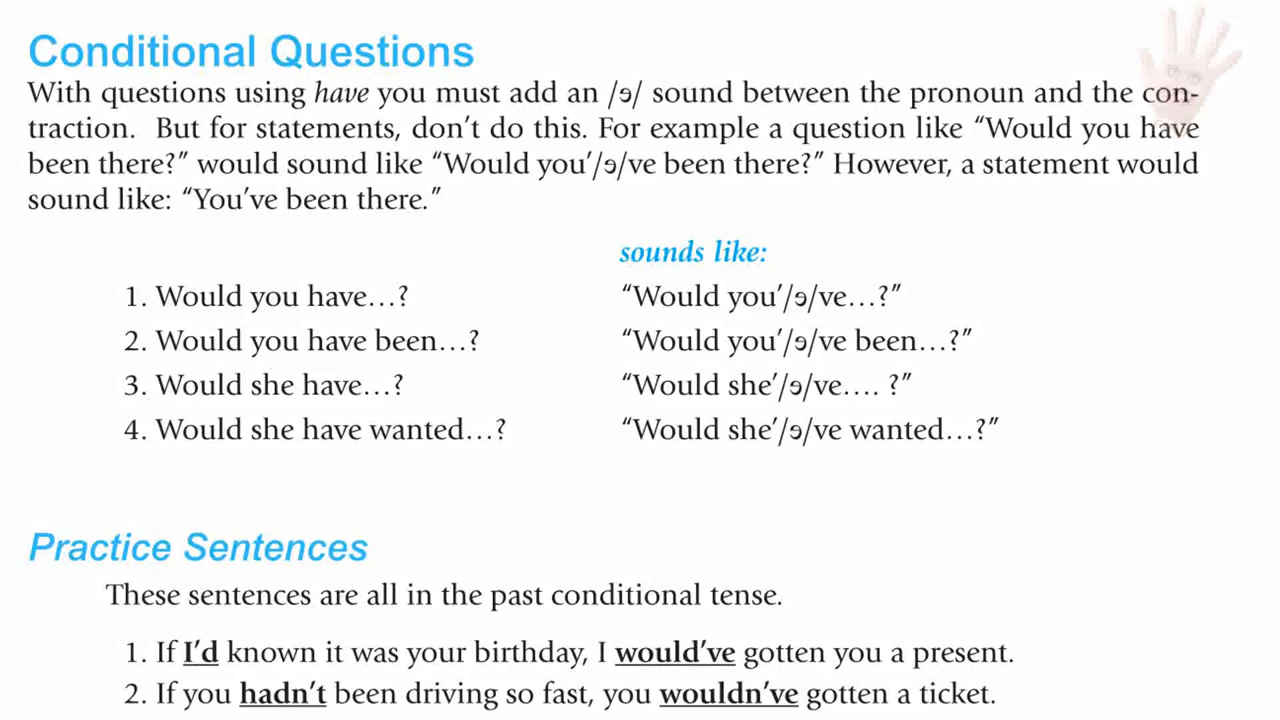 Conditional Questions
With questions using have you must add an /ɘ/ sound between the pronoun and the con-
traction. But for statements, don’t do this. For example a question like “Would you have
been there?” would sound like “Would you’/ɘ/ve been there?” However, a statement would
sound like: “You’ve been there.”
sounds like:
1. Would you have…? “Would you’/ɘ/ve…?”
2. Would you have been…? “Would you’/ɘ/ve been…?”
3. Would she have…? “Would she’/ɘ/ve…. ?”
4. Would she have wanted…? “Would she’/ɘ/ve wanted…?”
Practice Sentences
These sentences are all in the past conditional tense.
1. If I’d known it was your birthday, I would’ve gotten you a present.
2. If you hadn’t been driving so fast, you wouldn’ve gotten a ticket.